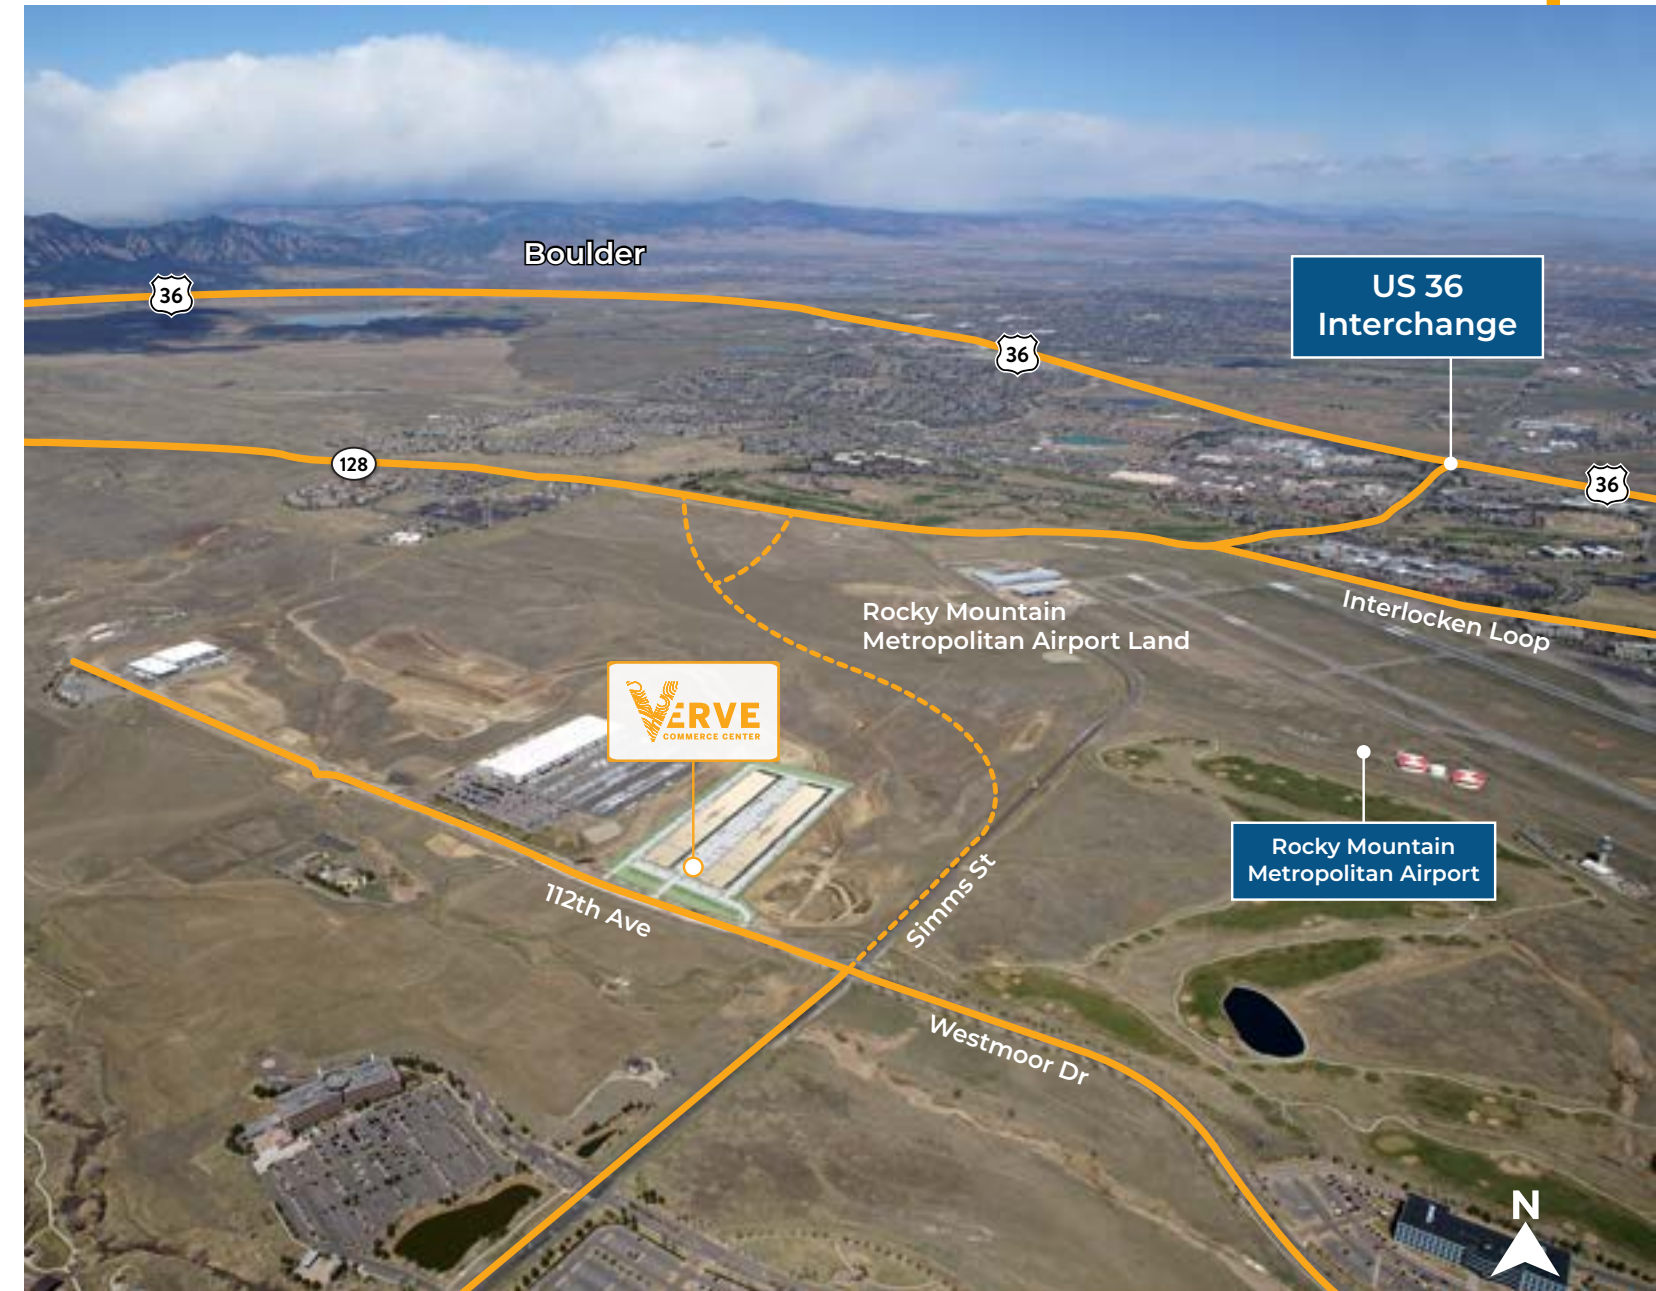 Boulder
36
US 36
Interchange
36
128
36
Interlocken Loop
Rocky Mountain
Metropolitan Airport Land
VERVE
COMMERCE CENTER
Rocky Mountain
Metropolitan Airport
Simms St
112th Ave
Westmoor Dr
N